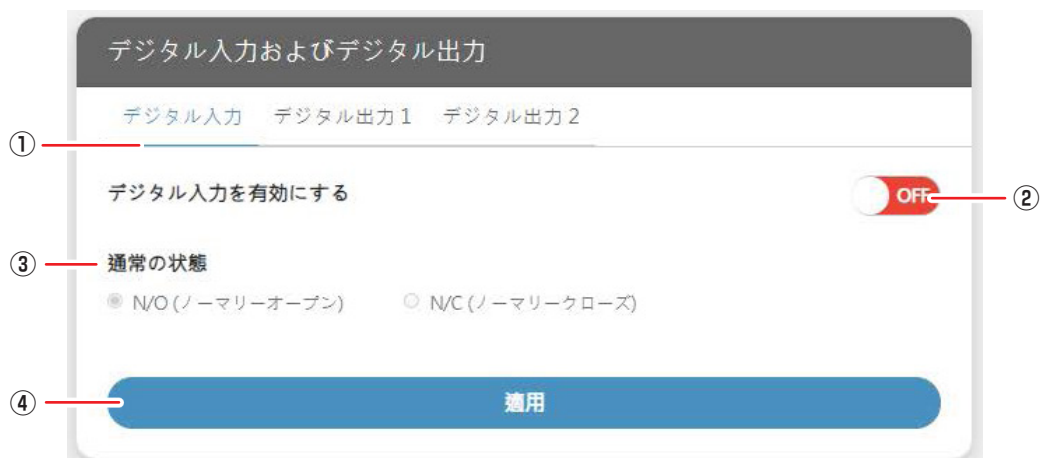 デジタル入力およびデジタル出力
デジタル入力 デジタル出力1 デジタル出力2
①
デジタル入力を有効にする OFF ②
③ 通常の状態
N/O (ノーマリーオープン) N/C (ノーマリークローズ)
④ 適用